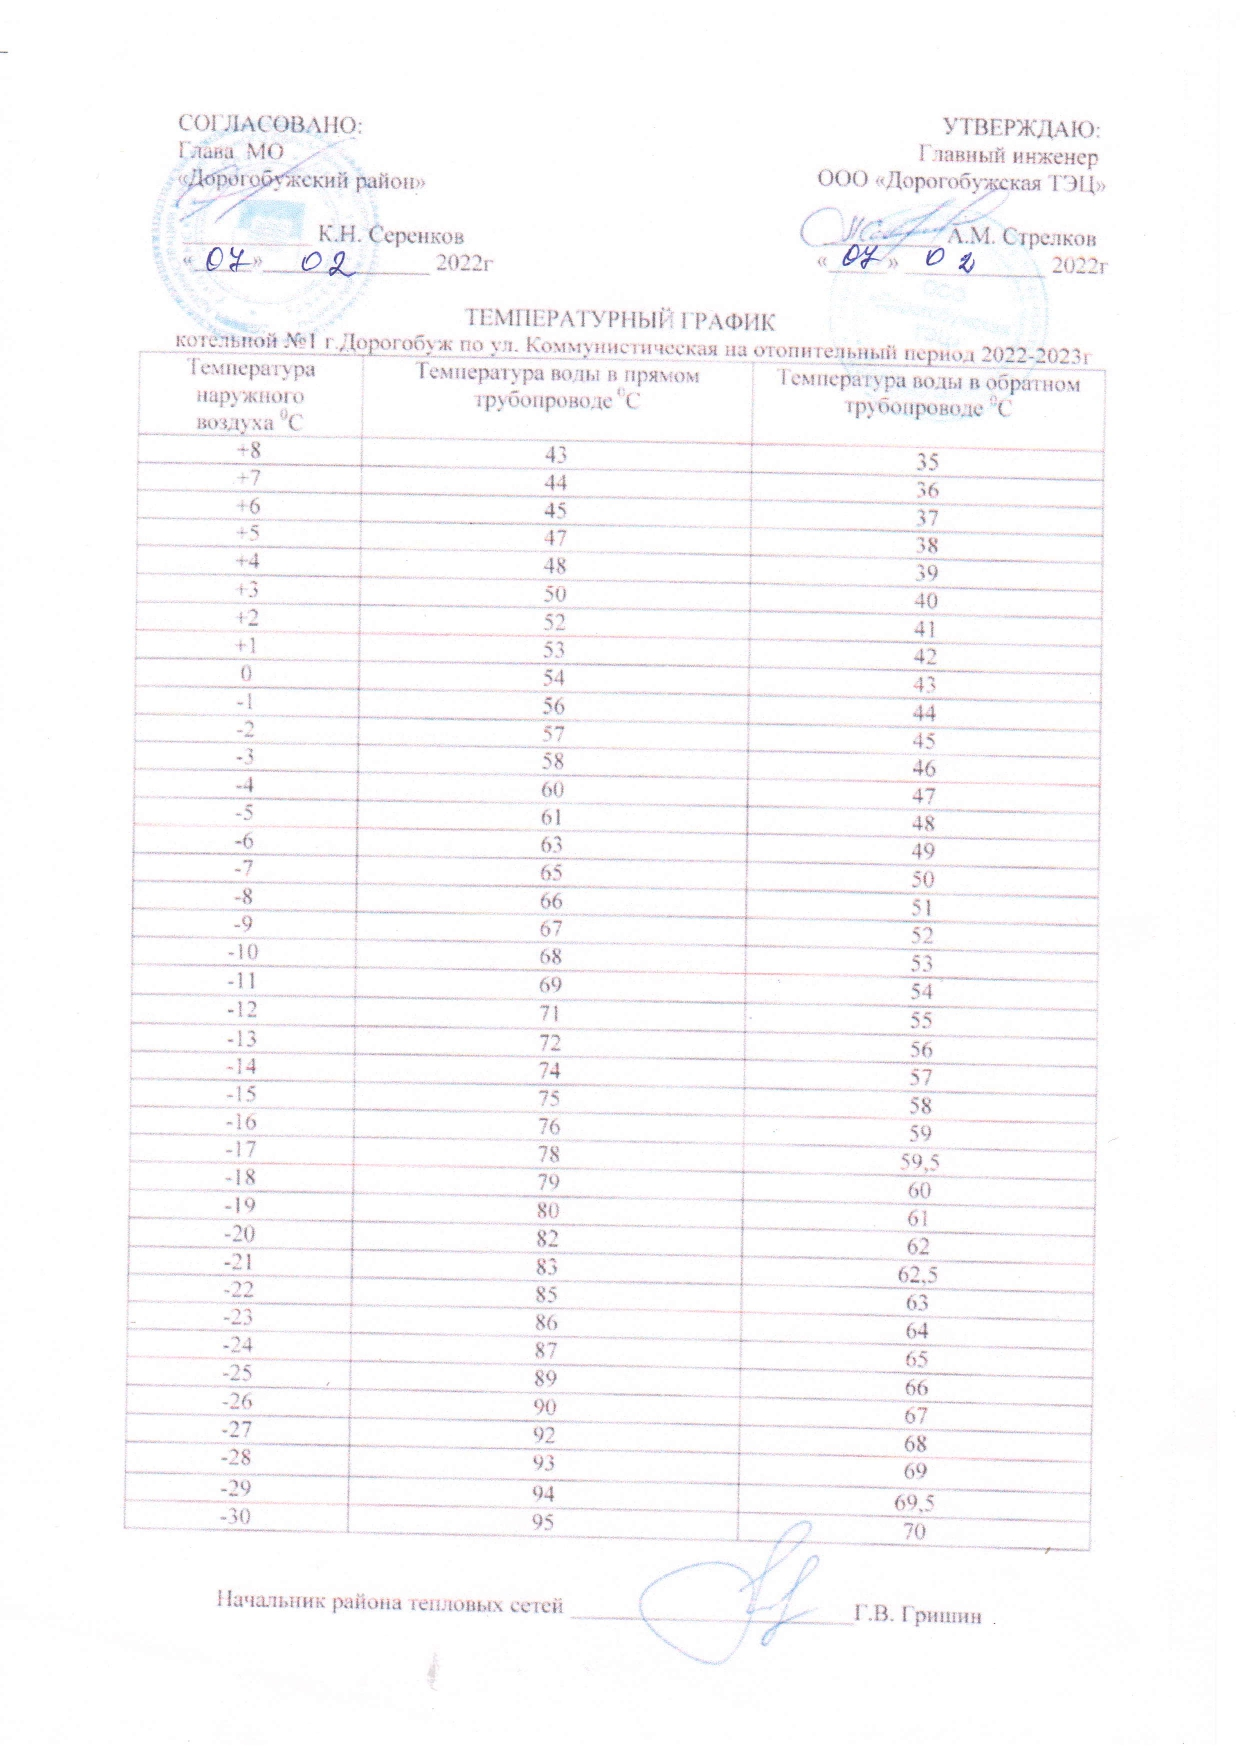 СОГЛАСОВАНО:
Глава МО
«Дорогобужский район»
__________ К.Н. Серенков
« 07 » 02 2022г
УТВЕРЖДАЮ:
Главный инженер
ООО «Дорогобужская ТЭЦ»
__________ А.М. Стрелков
« 07 » 02 2022г
ТЕМПЕРАТУРНЫЙ ГРАФИК
котельной №1 г.Дорогобуж по ул. Коммунистическая на отопительный период 2022-2023г
Температура наружного воздуха ⁰С | Температура воды в прямом трубопроводе ⁰С | Температура воды в обратном трубопроводе ⁰С
+8 43 35
+7 44 36
+6 45 37
+5 47 38
+4 48 39
+3 50 40
+2 52 41
+1 53 42
0 54 43
-1 56 44
-2 57 45
-3 58 46
-4 60 47
-5 61 48
-6 63 49
-7 65 50
-8 66 51
-9 67 52
-10 68 53
-11 69 54
-12 71 55
-13 72 56
-14 74 57
-15 75 58
-16 76 59
-17 78 59,5
-18 79 60
-19 80 61
-20 82 62
-21 83 62,5
-22 85 63
-23 86 64
-24 87 65
-25 89 66
-26 90 67
-27 92 68
-28 93 69
-29 94 69,5
-30 95 70
Начальник района тепловых сетей ____________________ Г.В. Гришин